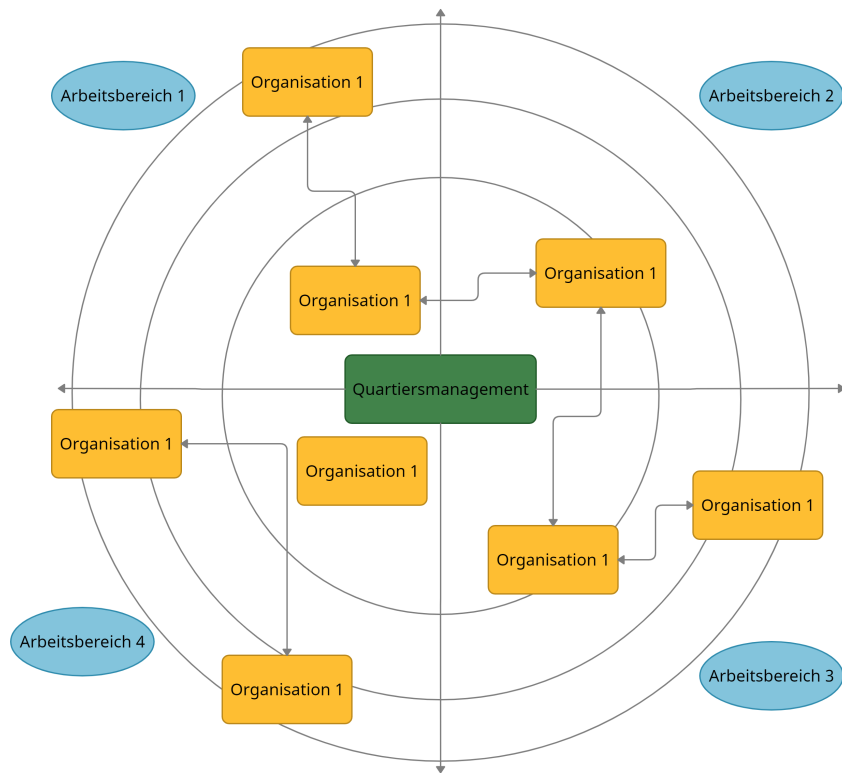 Organisation 1
Arbeitsbereich 1
Arbeitsbereich 2
Organisation 1
Organisation 1
Quartiersmanagement
Organisation 1
Organisation 1
Organisation 1
Organisation 1
Arbeitsbereich 4
Arbeitsbereich 3
Organisation 1